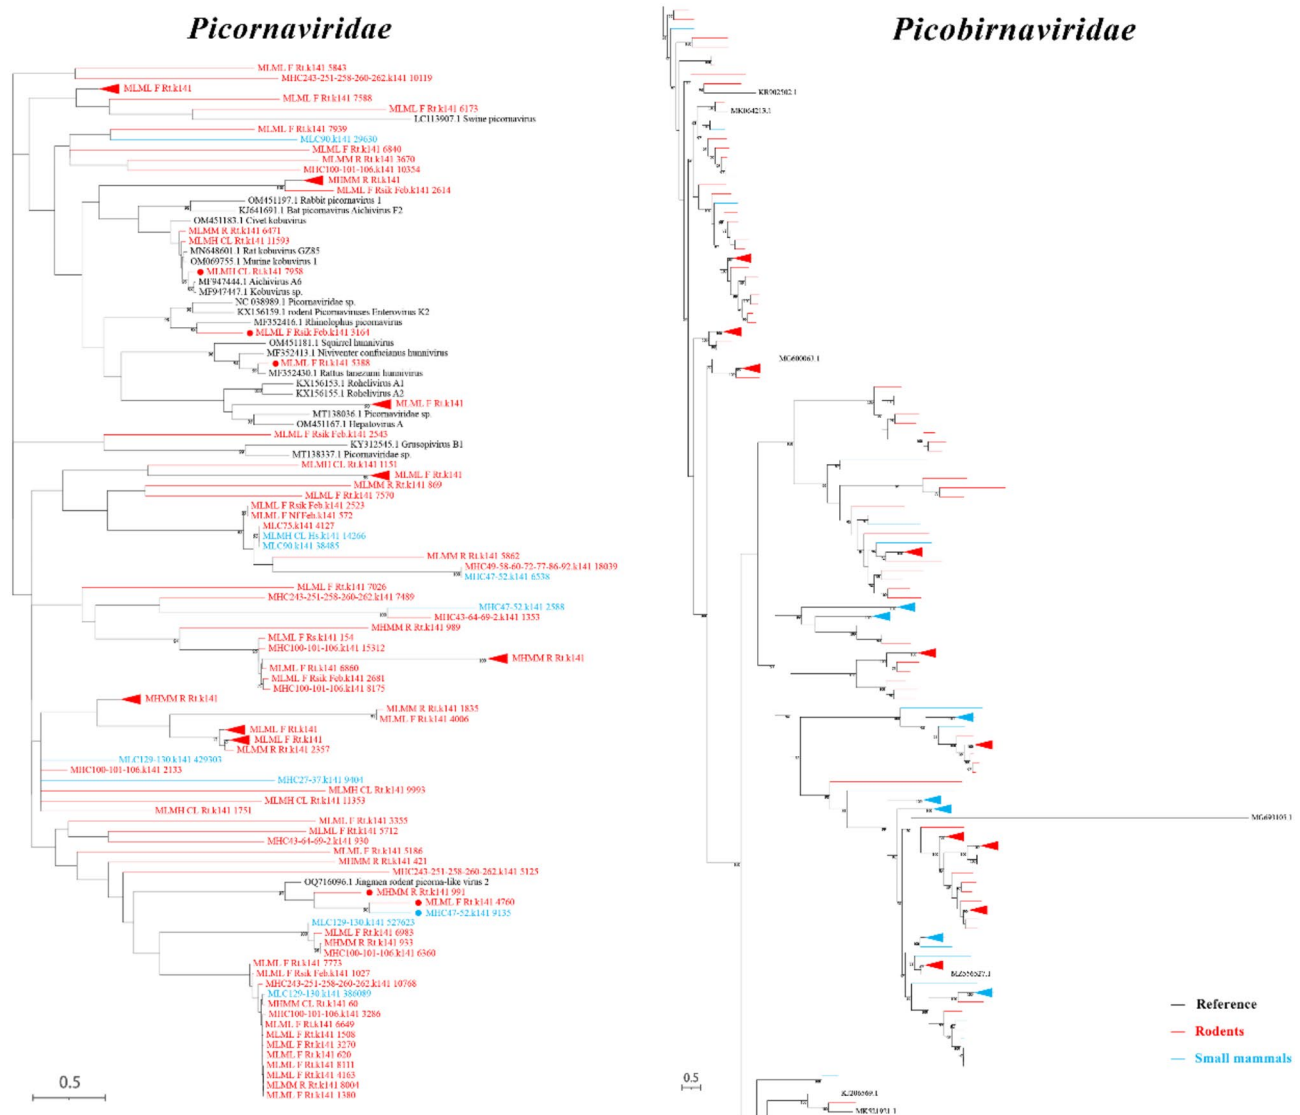 Picornaviridae
MLML F Rt.k141 5843
MHC243-251-258-260-262.k141 10119
MLML F Rt.k141
MLML F Rt.k141 7588
MLML F Rt.k141 6173
LC113907.1 Swine picornavirus
MLML F Rt.k141 7939
MLC90.k141 29630
MLML F Rt.k141 6840
MLMM R Rt.k141 3670
MHC100-101-106.k141 10354
MHMM R Rt.k141
MLML F Rsik Feb.k141 2614
OM451197.1 Rabbit picornavirus 1
KJ641691.1 Bat picornavirus Aichivirus F2
OM451183.1 Civet kobuvirus
MLMM R Rt.k141 6471
MLMH CL Rt.k141 11593
MN648601.1 Rat kobuvirus GZ85
OM069755.1 Murine kobuvirus 1
MLMH CL Rt.k141 7958
MF947444.1 Aichivirus A6
MF947447.1 Kobuvirus sp.
NC 038989.1 Picornaviridae sp.
KX156159.1 rodent Picornaviruses Enterovirus K2
MF352416.1 Rhinolophus picornavirus
MLML F Rsik Feb.k141 3164
OM451181.1 Squirrel hunnivirus
MF352413.1 Niviventer confucianus hunnivirus
MLML F Rt.k141 5388
MF352430.1 Rattus tanezumi hunnivirus
KX156153.1 Rohelivirus A1
KX156155.1 Rohelivirus A2
MLML F Rt.k141
MT138036.1 Picornaviridae sp.
OM451167.1 Hepatovirus A
MLML F Rsik Feb.k141 2543
KY312545.1 Grusopivirus B1
MT138337.1 Picornaviridae sp.
MLMH CL Rt.k141 1151
MLML F Rt.k141
MLMM R Rt.k141 869
MLML F Rt.k141 7570
MLML F Rsik Feb.k141 2523
MLML F Nf Feb.k141 572
MLC75.k141 4127
MLMH CL Hs.k141 14266
MLC90.k141 38485
MLMM R Rt.k141 5862
MHC49-58-60-72-77-86-92.k141 18039
MHC47-52.k141 6538
MLML F Rt.k141 7026
MHC243-251-258-260-262.k141 7489
MHC47-52.k141 2588
MHC43-64-69-2.k141 1353
MHMM R Rt.k141 989
MLML F Rs.k141 154
MHC100-101-106.k141 15312
MHMM R Rt.k141
MLML F Rt.k141 6860
MLML F Rsik Feb.k141 2681
MHC100-101-106.k141 8175
MHMM R Rt.k141
MLMM R Rt.k141 1835
MLML F Rt.k141 4006
MLML F Rt.k141
MLML F Rt.k141
MLMM R Rt.k141 2357
MLC129-130.k141 429303
MHC100-101-106.k141 2133
MHC27-37.k141 9404
MLMH CL Rt.k141 9993
MLMH CL Rt.k141 11353
MLMH CL Rt.k141 1751
MLML F Rt.k141 3355
MLML F Rt.k141 5712
MHC43-64-69-2.k141 930
MLML F Rt.k141 5186
MHMM R Rt.k141 421
MHC243-251-258-260-262.k141 3125
OQ716096.1 Jingmen rodent picorna-like virus 2
MHMM R Rt.k141 991
MLML F Rt.k141 4760
MHC47-52.k141 9135
MLC129-130.k141 527623
MLML F Rt.k141 6983
MHMM R Rt.k141 933
MHC100-101-106.k141 6360
MLML F Rt.k141 7773
MLML F Rsik Feb.k141 1027
MHC243-251-258-260-262.k141 10768
MLC129-130.k141 386089
MHMM CL Rt.k141 60
MHC100-101-106.k141 3286
MLML F Rt.k141 6649
MLML F Rt.k141 1508
MLML F Rt.k141 3270
MLML F Rt.k141 620
MLML F Rt.k141 8111
MLML F Rt.k141 4163
MLMM R Rt.k141 8004
MLML F Rt.k141 1380
0.5
Picobirnaviridae
KR902502.1
MK064213.1
MG600063.1
MG693103.1
MZ556527.1
KJ206569.1
MK521921.1
0.5
Reference
Rodents
Small mammals